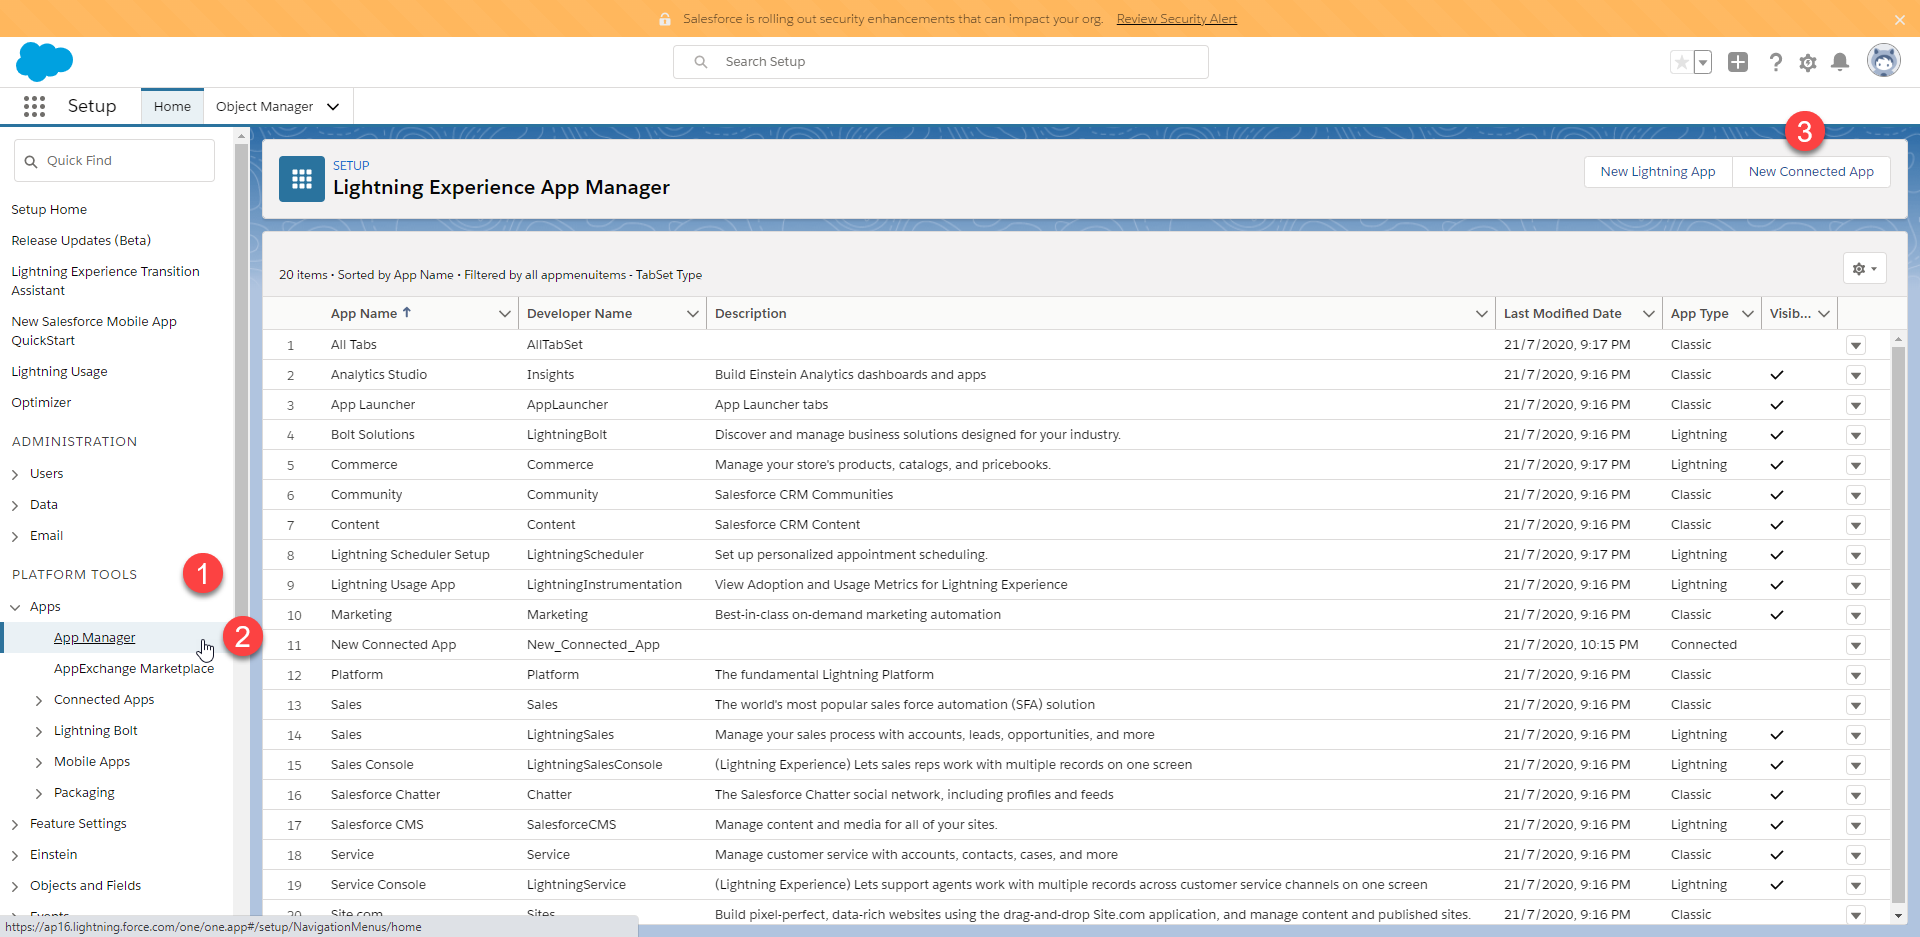 Salesforce is rolling out security enhancements that can impact your org. Review Security Alert
Search Setup
Setup
Home
Object Manager
Quick Find
Setup Home
Release Updates (Beta)
Lightning Experience Transition
Assistant
New Salesforce Mobile App
QuickStart
Lightning Usage
Optimizer
ADMINISTRATION
Users
Data
Email
PLATFORM TOOLS
1
Apps
App Manager
2
AppExchange Marketplace
Connected Apps
Lightning Bolt
Mobile Apps
Packaging
Feature Settings
Einstein
Objects and Fields
Events
https://ap16.lightning.force.com/one/one.app#/setup/NavigationMenus/home
3
SETUP
Lightning Experience App Manager
New Lightning App
New Connected App
20 items • Sorted by App Name • Filtered by all appmenuitems - TabSet Type
App Name Developer Name Description Last Modified Date App Type Visib...
1 All Tabs AllTabSet 21/7/2020, 9:17 PM Classic
2 Analytics Studio Insights Build Einstein Analytics dashboards and apps 21/7/2020, 9:16 PM Classic
3 App Launcher AppLauncher App Launcher tabs 21/7/2020, 9:16 PM Classic
4 Bolt Solutions LightningBolt Discover and manage business solutions designed for your industry. 21/7/2020, 9:16 PM Lightning
5 Commerce Commerce Manage your store's products, catalogs, and pricebooks. 21/7/2020, 9:17 PM Lightning
6 Community Community Salesforce CRM Communities 21/7/2020, 9:16 PM Classic
7 Content Content Salesforce CRM Content 21/7/2020, 9:16 PM Classic
8 Lightning Scheduler Setup LightningScheduler Set up personalized appointment scheduling. 21/7/2020, 9:17 PM Lightning
9 Lightning Usage App LightningInstrumentation View Adoption and Usage Metrics for Lightning Experience 21/7/2020, 9:16 PM Lightning
10 Marketing Marketing Best-in-class on-demand marketing automation 21/7/2020, 9:16 PM Classic
11 New Connected App New_Connected_App 21/7/2020, 10:15 PM Connected
12 Platform Platform The fundamental Lightning Platform 21/7/2020, 9:16 PM Classic
13 Sales Sales The world's most popular sales force automation (SFA) solution 21/7/2020, 9:16 PM Classic
14 Sales LightningSales Manage your sales process with accounts, leads, opportunities, and more 21/7/2020, 9:16 PM Lightning
15 Sales Console LightningSalesConsole (Lightning Experience) Lets sales reps work with multiple records on one screen 21/7/2020, 9:16 PM Lightning
16 Salesforce Chatter Chatter The Salesforce Chatter social network, including profiles and feeds 21/7/2020, 9:16 PM Classic
17 Salesforce CMS SalesforceCMS Manage content and media for all of your sites. 21/7/2020, 9:16 PM Lightning
18 Service Service Manage customer service with accounts, contacts, cases, and more 21/7/2020, 9:16 PM Classic
19 Service Console LightningService (Lightning Experience) Lets support agents work with multiple records across customer service channels on one screen 21/7/2020, 9:16 PM Lightning
20 Site.com Sites Build pixel-perfect, data-rich websites using the drag-and-drop Site.com application, and manage content and published sites. 21/7/2020, 9:16 PM Classic